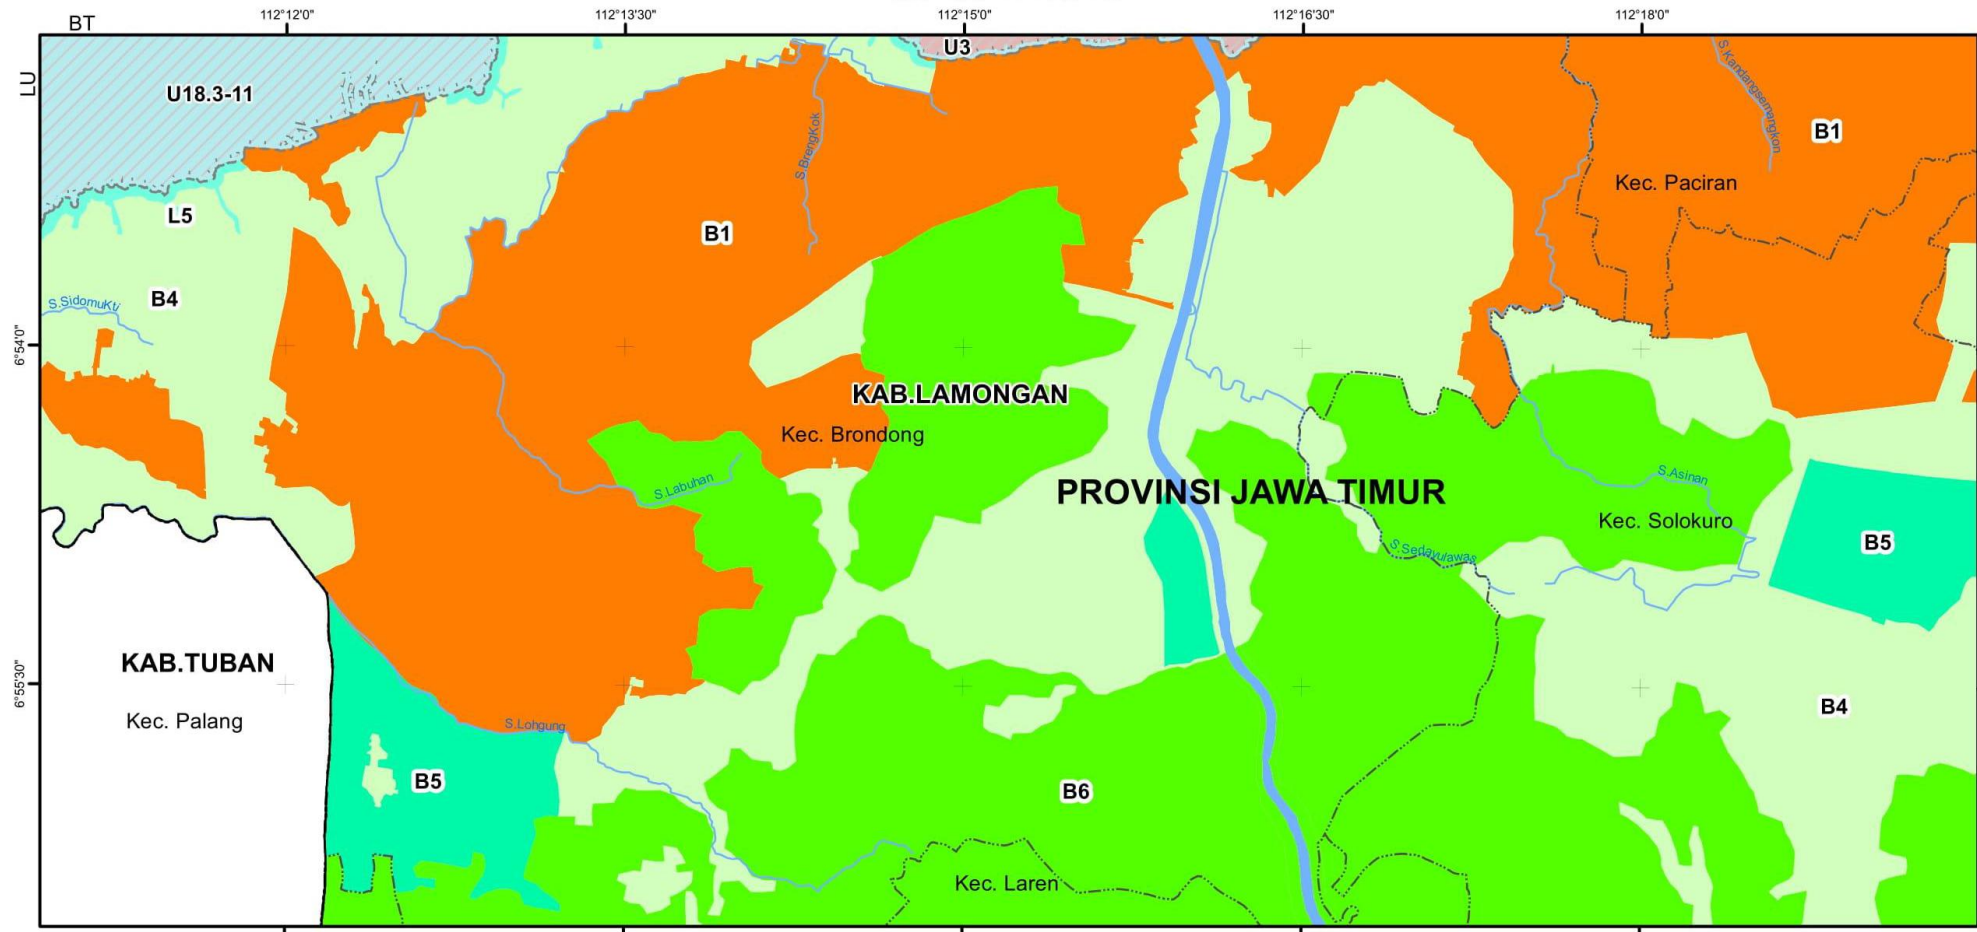 112°12'0" 112°13'30" 112°15'0" 112°16'30" 112°18'0"
BT
LU
U3
U18.3-11
S.Kandangsemangkon
B1
S.BrengKok
Kec. Paciran
L5
B1
B4
S.SidomuKti
6°54'0"
KAB.LAMONGAN
Kec. Brondong
S.Labuhan
S.Asinan
PROVINSI JAWA TIMUR
Kec. Solokuro
B5
S.Sedayulawas
KAB.TUBAN
6°55'30"
B4
Kec. Palang
S.Lohgung
B5
B6
Kec. Laren